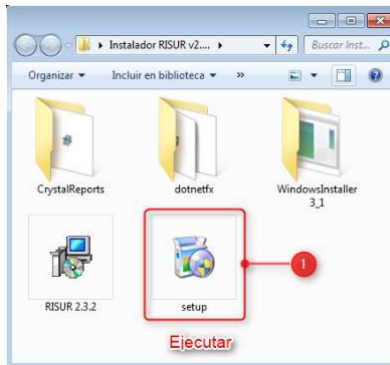 Instalador RISUR v2....
Buscar Inst...
Organizar
Incluir en biblioteca
»
CrystalReports
dotnetfx
WindowsInstaller
3_1
RISUR 2.3.2
setup
1
Ejecutar